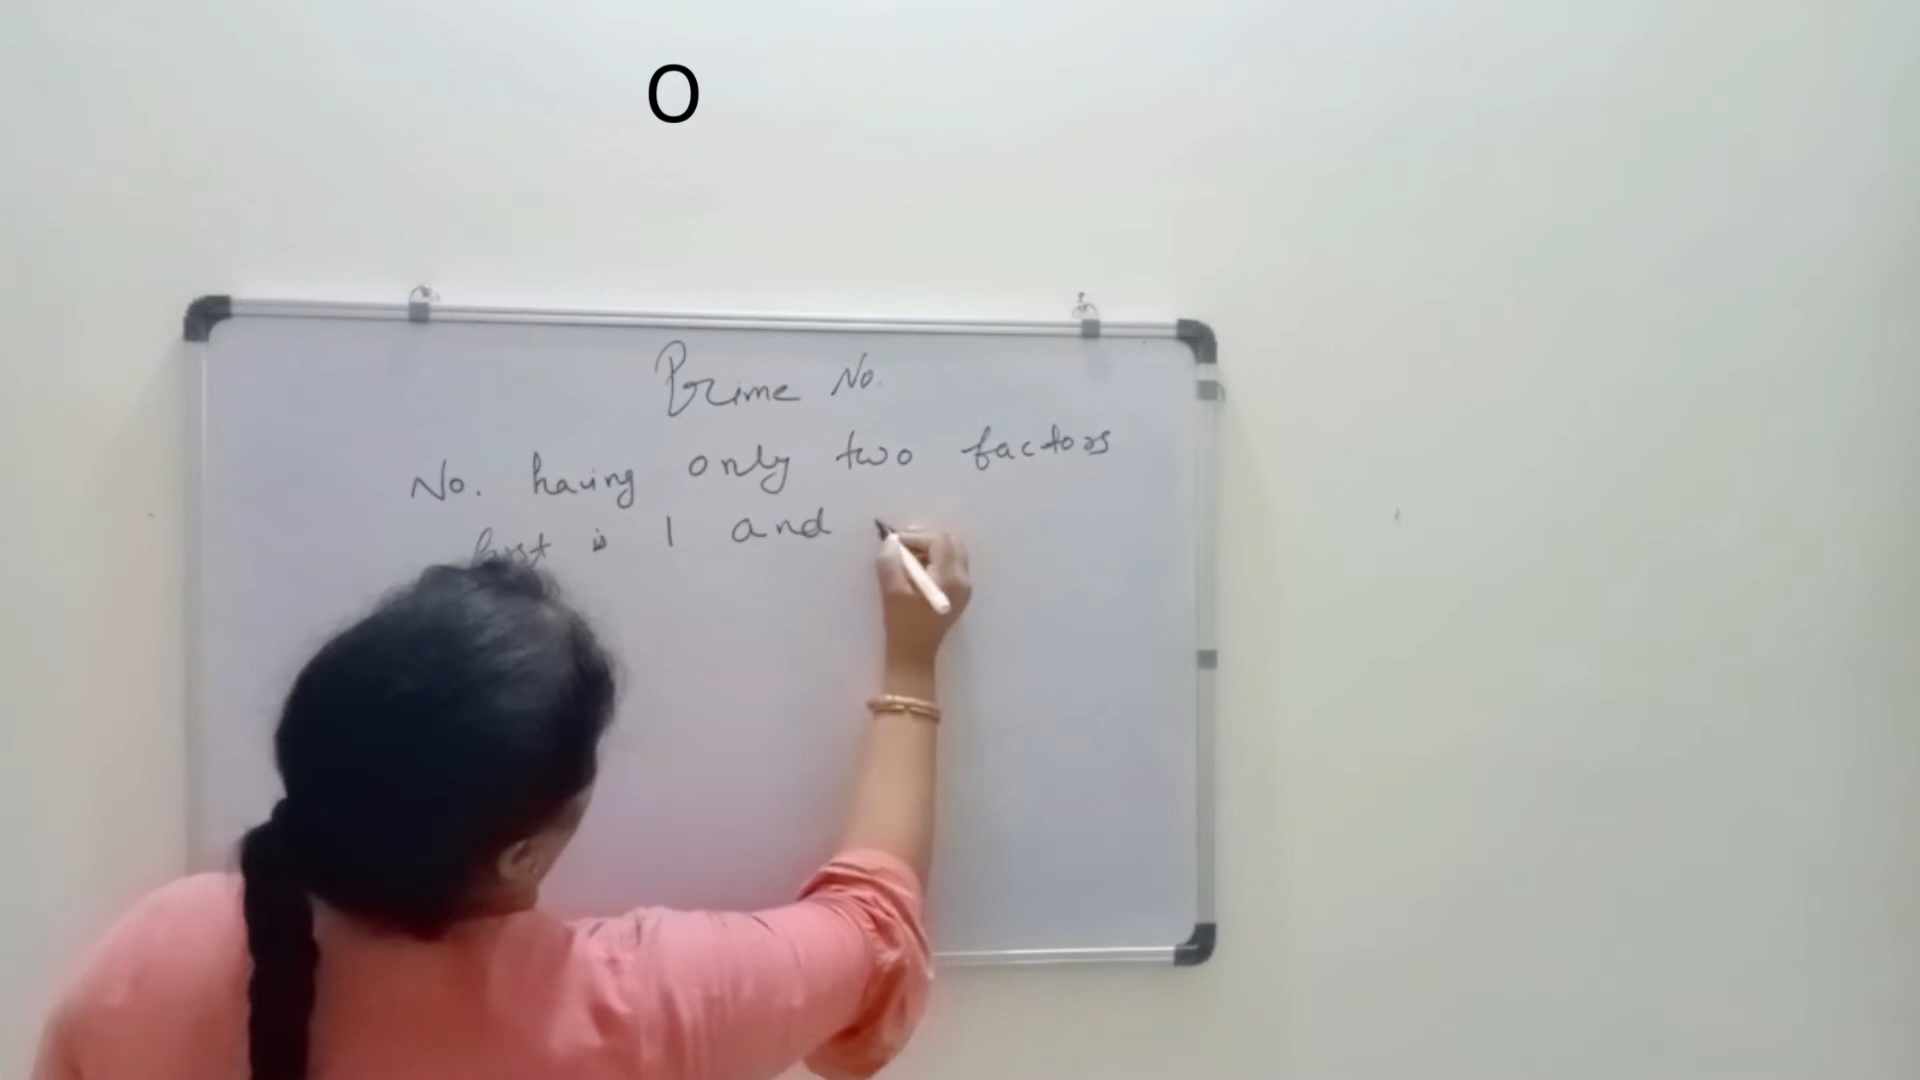 O
Prime No.
No. having only two factors
first is 1 and